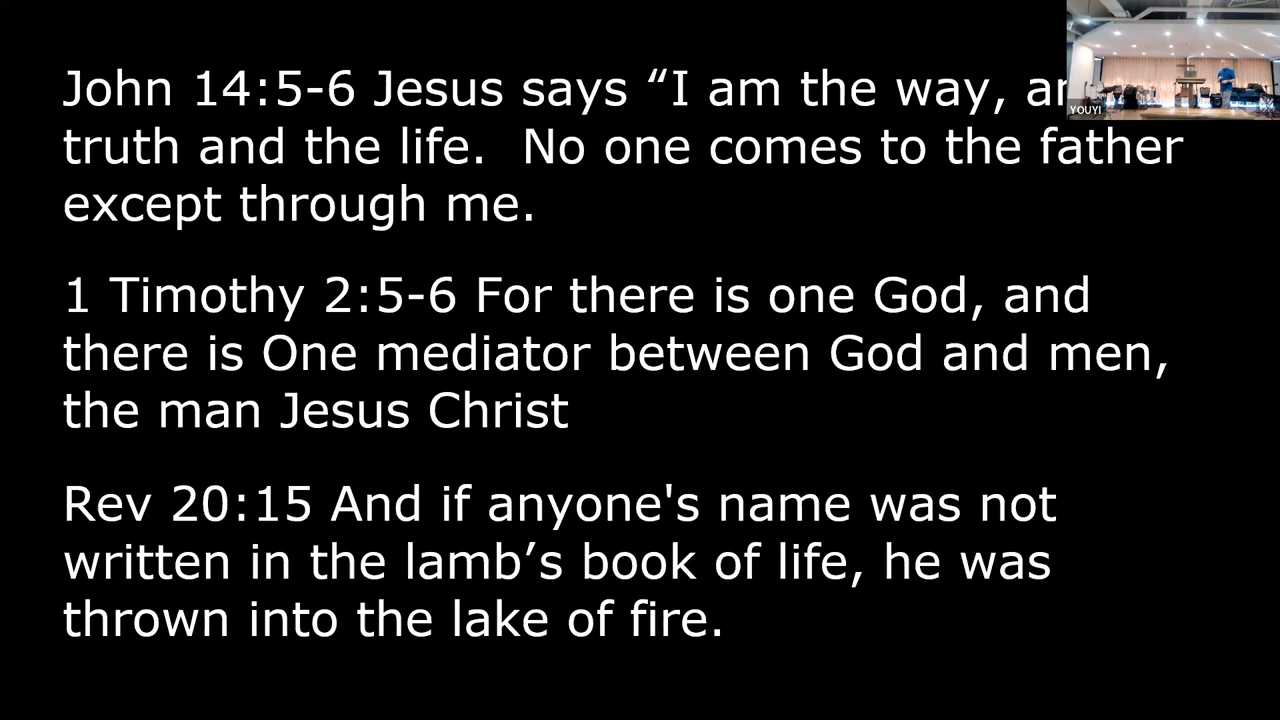 John 14:5-6 Jesus says “I am the way,
truth and the life.  No one comes to the father
except through me.
1 Timothy 2:5-6 For there is one God, and
there is One mediator between God and men,
the man Jesus Christ
Rev 20:15 And if anyone's name was not
written in the lamb’s book of life, he was
thrown into the lake of fire.
YOUYI